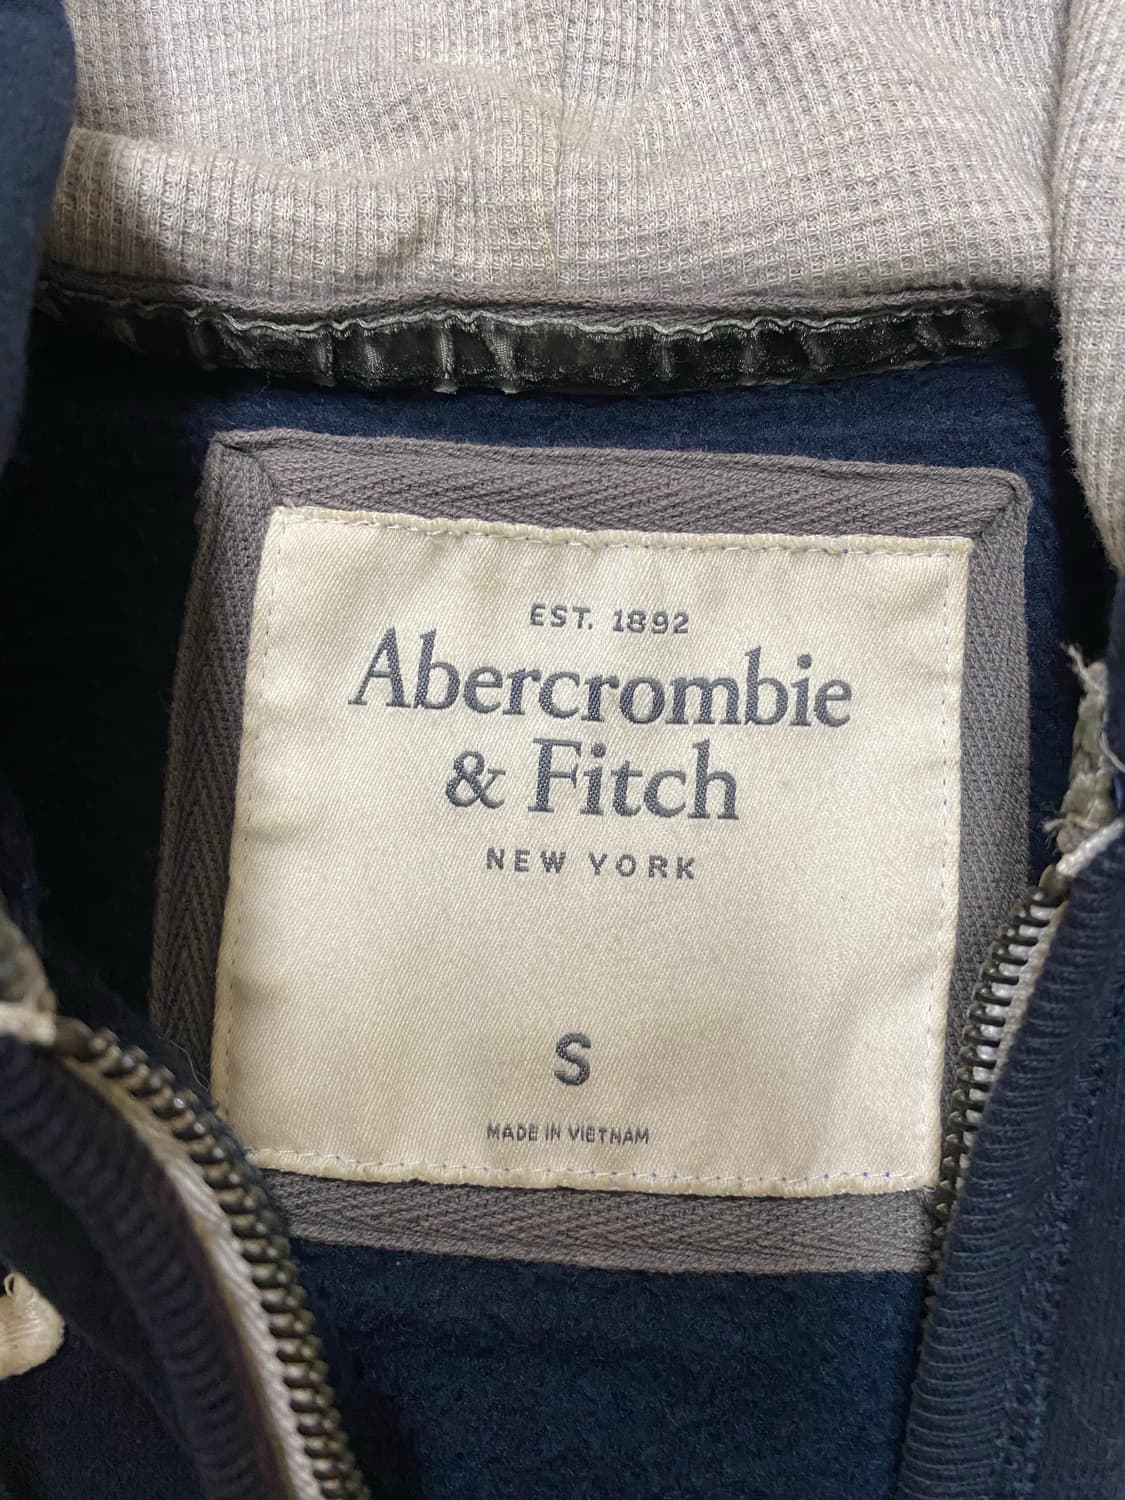 EST. 1892
Abercrombie
& Fitch
NEW YORK
S
MADE IN VIETNAM